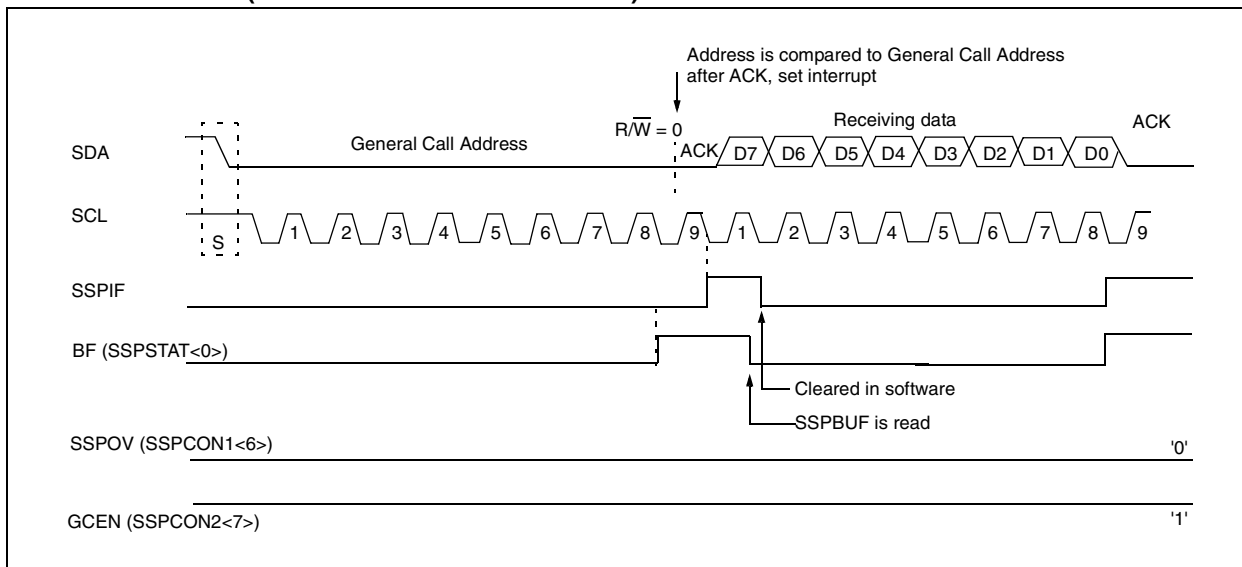 Address is compared to General Call Address
after ACK, set interrupt
R/W̅ = 0
Receiving data
ACK
SDA
General Call Address
ACK
D7 D6 D5 D4 D3 D2 D1 D0
SCL
S
1 2 3 4 5 6 7 8 9 1 2 3 4 5 6 7 8 9
SSPIF
BF (SSPSTAT<0>)
Cleared in software
SSPBUF is read
SSPOV (SSPCON1<6>)
'0'
GCEN (SSPCON2<7>)
'1'